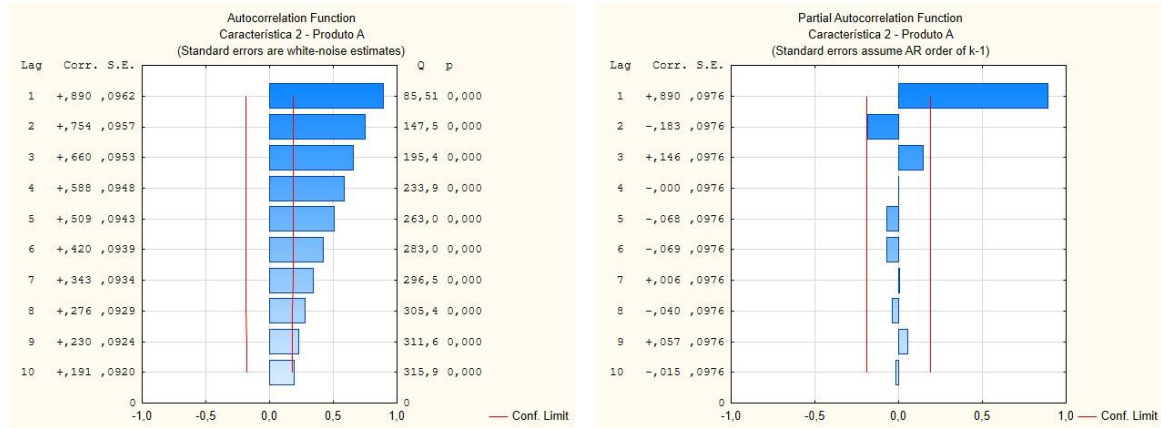 Autocorrelation Function
Característica 2 - Produto A
(Standard errors are white-noise estimates)
Lag Corr. S.E. Q p
1 +,890 ,0962 85,51 0,000
2 +,754 ,0957 147,5 0,000
3 +,660 ,0953 195,4 0,000
4 +,588 ,0948 233,9 0,000
5 +,509 ,0943 263,0 0,000
6 +,420 ,0939 283,0 0,000
7 +,343 ,0934 296,5 0,000
8 +,276 ,0929 305,4 0,000
9 +,230 ,0924 311,6 0,000
10 +,191 ,0920 315,9 0,000
0 0
-1,0 -0,5 0,0 0,5 1,0
Conf. Limit
Partial Autocorrelation Function
Característica 2 - Produto A
(Standard errors assume AR order of k-1)
Lag Corr. S.E.
1 +,890 ,0976
2 -,183 ,0976
3 +,146 ,0976
4 -,000 ,0976
5 -,068 ,0976
6 -,069 ,0976
7 +,006 ,0976
8 -,040 ,0976
9 +,057 ,0976
10 -,015 ,0976
0 0
-1,0 -0,5 0,0 0,5 1,0
Conf. Limit